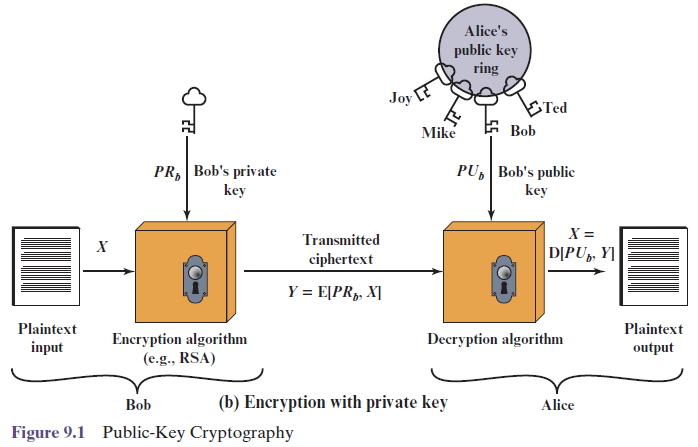 Alice's
public key
ring
Joy
Mike
Bob
Ted
PR_b
Bob's private
key
PU_b
Bob's public
key
X
Transmitted
ciphertext
Y = E[PR_b, X]
X =
D[PU_b, Y]
Plaintext
input
Encryption algorithm
(e.g., RSA)
Decryption algorithm
Plaintext
output
Bob
(b) Encryption with private key
Alice
Figure 9.1 Public-Key Cryptography